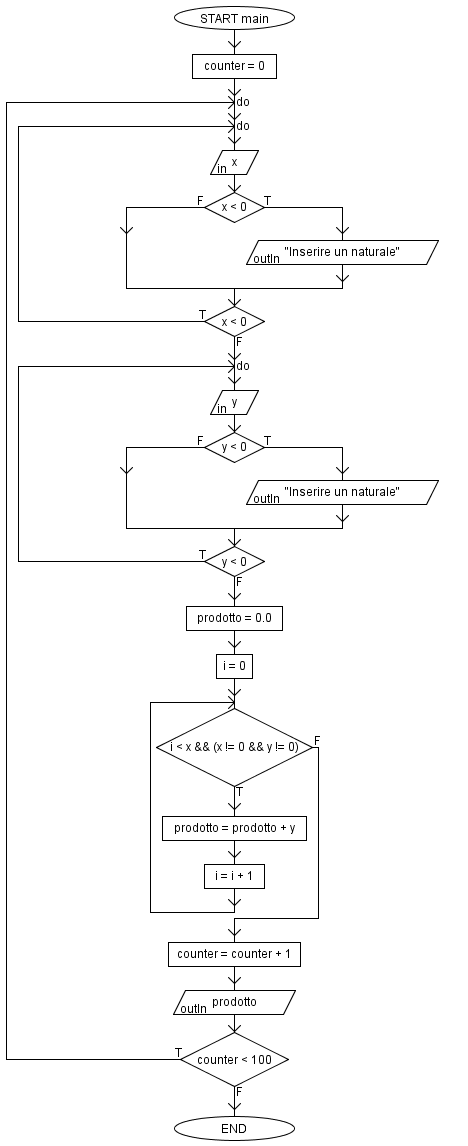 START main
counter = 0
do
do
x
in
F
T
x < 0
"Inserire un naturale"
outln
T
x < 0
F
do
y
in
F
T
y < 0
"Inserire un naturale"
outln
T
y < 0
F
prodotto = 0.0
i = 0
i < x && (x != 0 && y != 0)
F
T
prodotto = prodotto + y
i = i + 1
counter = counter + 1
prodotto
outln
T
counter < 100
F
END